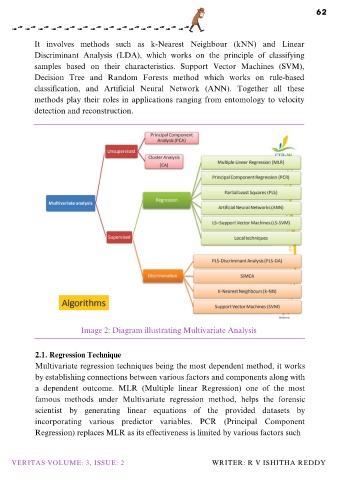 62
It involves methods such as k-Nearest Neighbour (kNN) and Linear
Discriminant Analysis (LDA), which works on the principle of classifying
samples based on their characteristics. Support Vector Machines (SVM),
Decision Tree and Random Forests method which works on rule-based
classification, and Artificial Neural Network (ANN). Together all these
methods play their roles in applications ranging from entomology to velocity
detection and reconstruction.
Principal Component
Analysis (PCA)
Unsupervised
Cluster Analysis
(CA)
Multiple Linear Regression (MLR)
Principal Component Regression (PCR)
Partial Least Squares (PLS)
Multivariate analysis
Regression
Artificial Neural Networks (ANN)
LS-Support Vector Machines (LS-SVM)
Supervised
Local techniques
PLS-Discriminant Analysis (PLS-DA)
Discrimination
SIMCA
K-Nearest Neighbours (k-NN)
Support Vector Machines (SVM)
Algorithms
Image 2: Diagram illustrating Multivariate Analysis
2.1. Regression Technique
Multivariate regression techniques being the most dependent method, it works
by establishing connections between various factors and components along with
a dependent outcome. MLR (Multiple linear Regression) one of the most
famous methods under Multivariate regression method, helps the forensic
scientist by generating linear equations of the provided datasets by
incorporating various predictor variables. PCR (Principal Component
Regression) replaces MLR as its effectiveness is limited by various factors such
VERITAS VOLUME: 3, ISSUE: 2
WRITER: R V ISHITHA REDDY